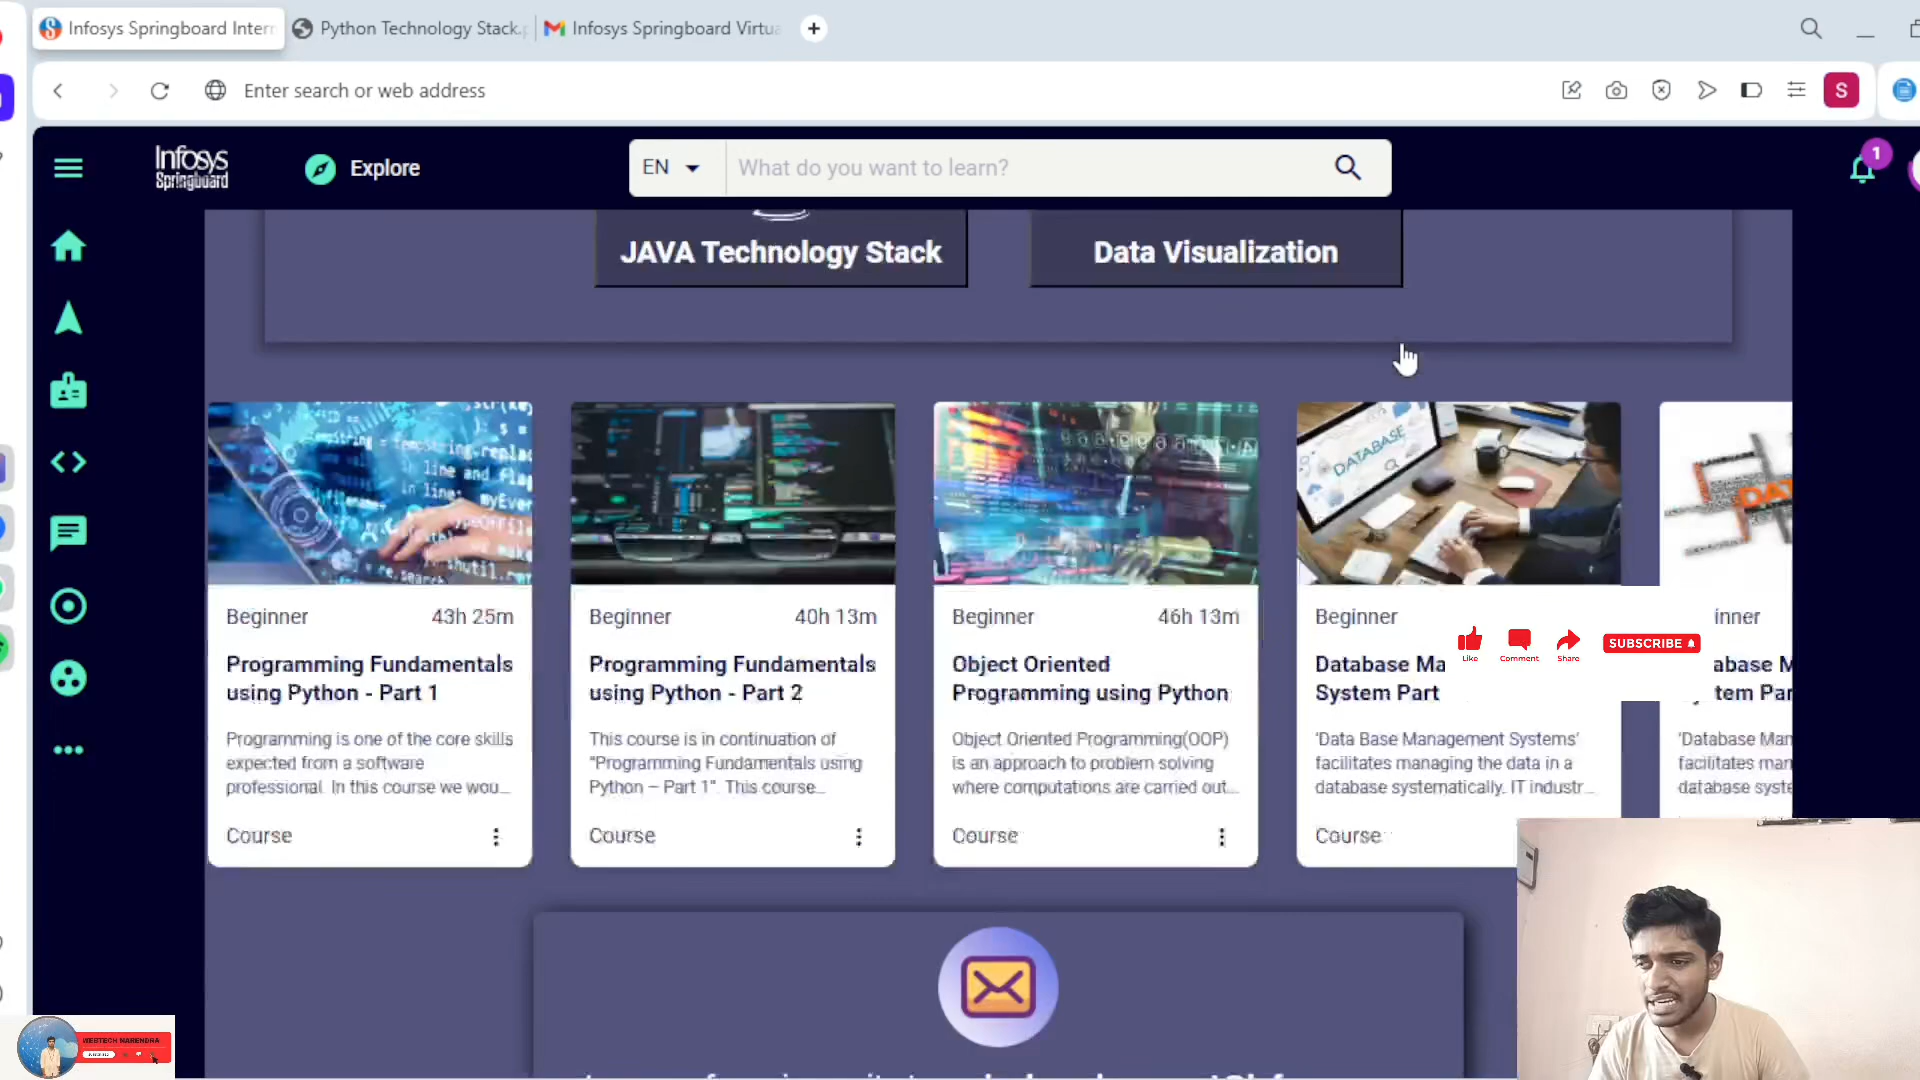 Infosys Springboard Intern
Python Technology Stack.p
Infosys Springboard Virtua
Enter search or web address
S
Infosys
Springboard
Explore
EN
What do you want to learn?
1
JAVA Technology Stack
Data Visualization
DATABASE
DAT
Beginner 43h 25m
Programming Fundamentals
using Python - Part 1
Programming is one of the core skills
expected from a software
professional. In this course we wou...
Course
Beginner 40h 13m
Programming Fundamentals
using Python - Part 2
This course is in continuation of
"Programming Fundamentals using
Python – Part 1". This course...
Course
Beginner 46h 13m
Object Oriented
Programming using Python
Object Oriented Programming(OOP)
is an approach to problem solving
where computations are carried out...
Course
Beginner
Database Ma
System Part
'Data Base Management Systems'
facilitates managing the data in a
database systematically. IT industr...
Course
inner
abase M
tem Par
'Database Man
facilitates man
database syste
Like
Comment
Share
SUBSCRIBE
WEBTECH NARENDRA